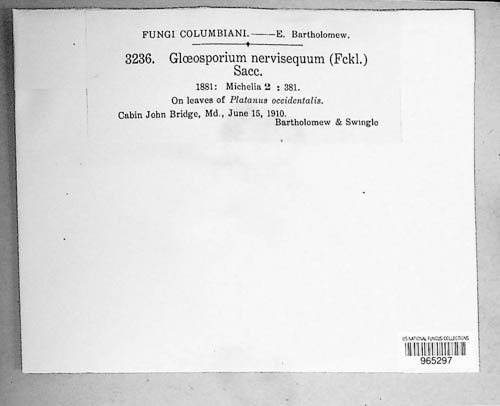 FUNGI COLUMBIANI.——E. Bartholomew.
3236. Glœosporium nervisequum (Fckl.)
Sacc.
1881: Michelia 2 : 381.
On leaves of Platanus occidentalis.
Cabin John Bridge, Md., June 15, 1910.
Bartholomew & Swingle
US NATIONAL FUNGUS COLLECTIONS
965297